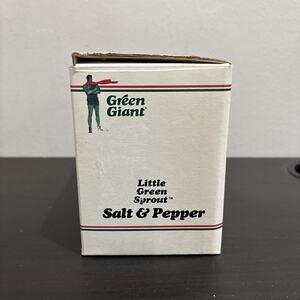 Green
Giant®
Little
Green
Sprout™
Salt & Pepper